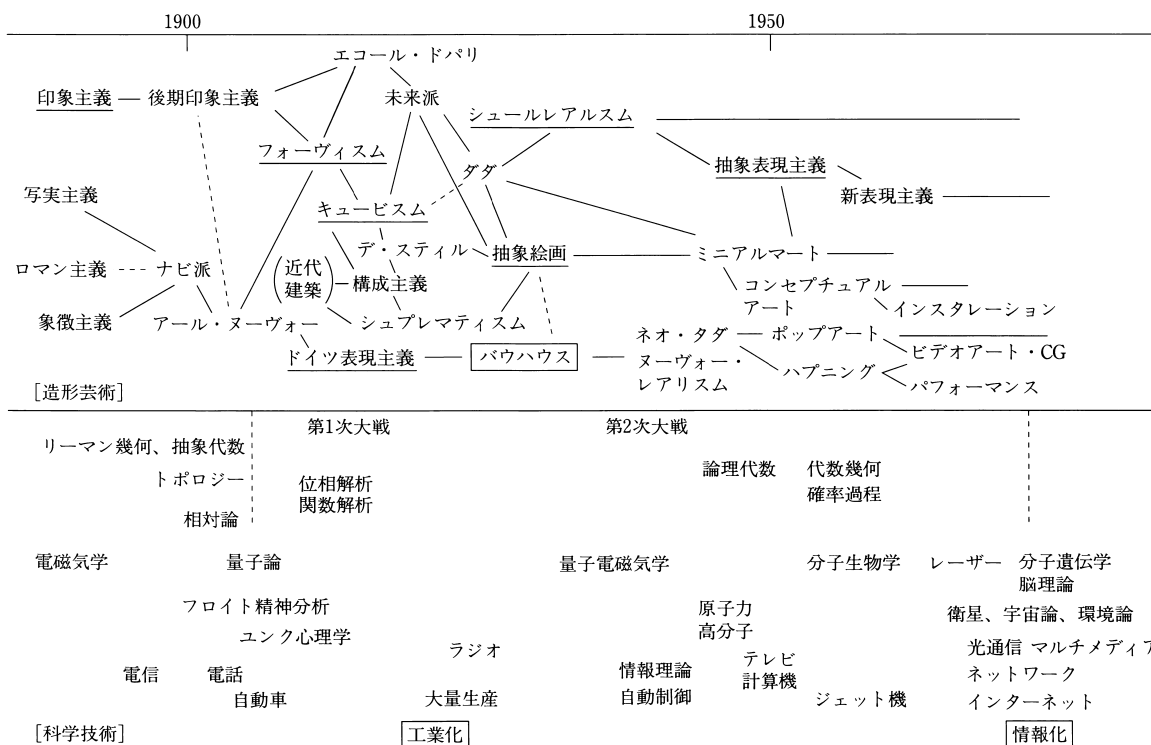 1900 1950
エコール・ドパリ
印象主義 後期印象主義 未来派
シュールレアルスム
フォーヴィスム ダダ 抽象表現主義
写実主義 キュービスム 新表現主義
デ・スティル 抽象絵画 ミニアルマート
ロマン主義 ナビ派 (近代建築) 構成主義 コンセプチュアル
アート インスタレーション
象徴主義 アール・ヌーヴォー シュプレマティスム
ネオ・タダ ポップアート
ドイツ表現主義 バウハウス ヌーヴォー・ ビデオアート・CG
レアリスム ハプニング
[造形芸術] パフォーマンス
第1次大戦 第2次大戦
リーマン幾何、抽象代数
論理代数 代数幾何
トポロジー 位相解析 確率過程
関数解析
相対論
電磁気学 量子論 量子電磁気学 分子生物学 レーザー 分子遺伝学
脳理論
フロイト精神分析 原子力 衛星、宇宙論、環境論
高分子
ユンク心理学
ラジオ 光通信 マルチメディア
テレビ
電信 電話 情報理論 計算機 ネットワーク
自動車 大量生産 自動制御 ジェット機 インターネット
[科学技術] 工業化 情報化